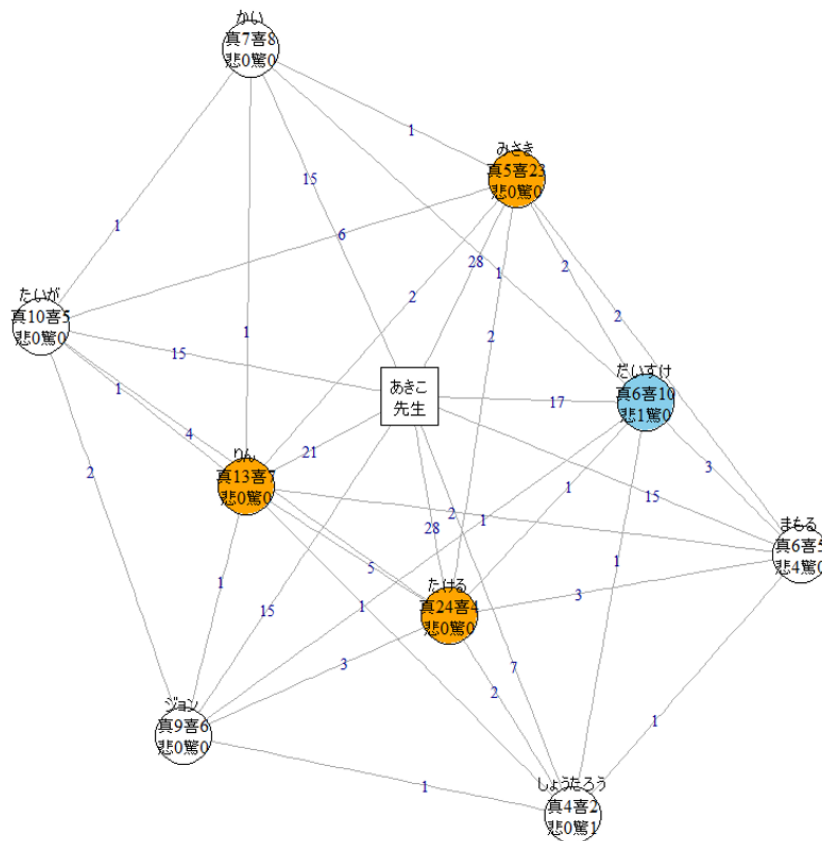 かい
真7喜8
悲0驚0
1
みさき
真5喜23
悲0驚0
15
1
6
28
2
1
2
2
2
たいが
真10喜5
悲0驚0
1
15
あきこ
先生
だいすけ
真6喜10
悲1驚0
17
1
4
21
3
2
りん
真13喜7
悲0驚0
1
15
2
28
2
1
まもる
真6喜5
悲4驚0
5
1
1
たける
真24喜4
悲0驚0
15
1
3
3
7
2
1
ジョン
真9喜6
悲0驚0
1
しょうたろう
真4喜2
悲0驚1